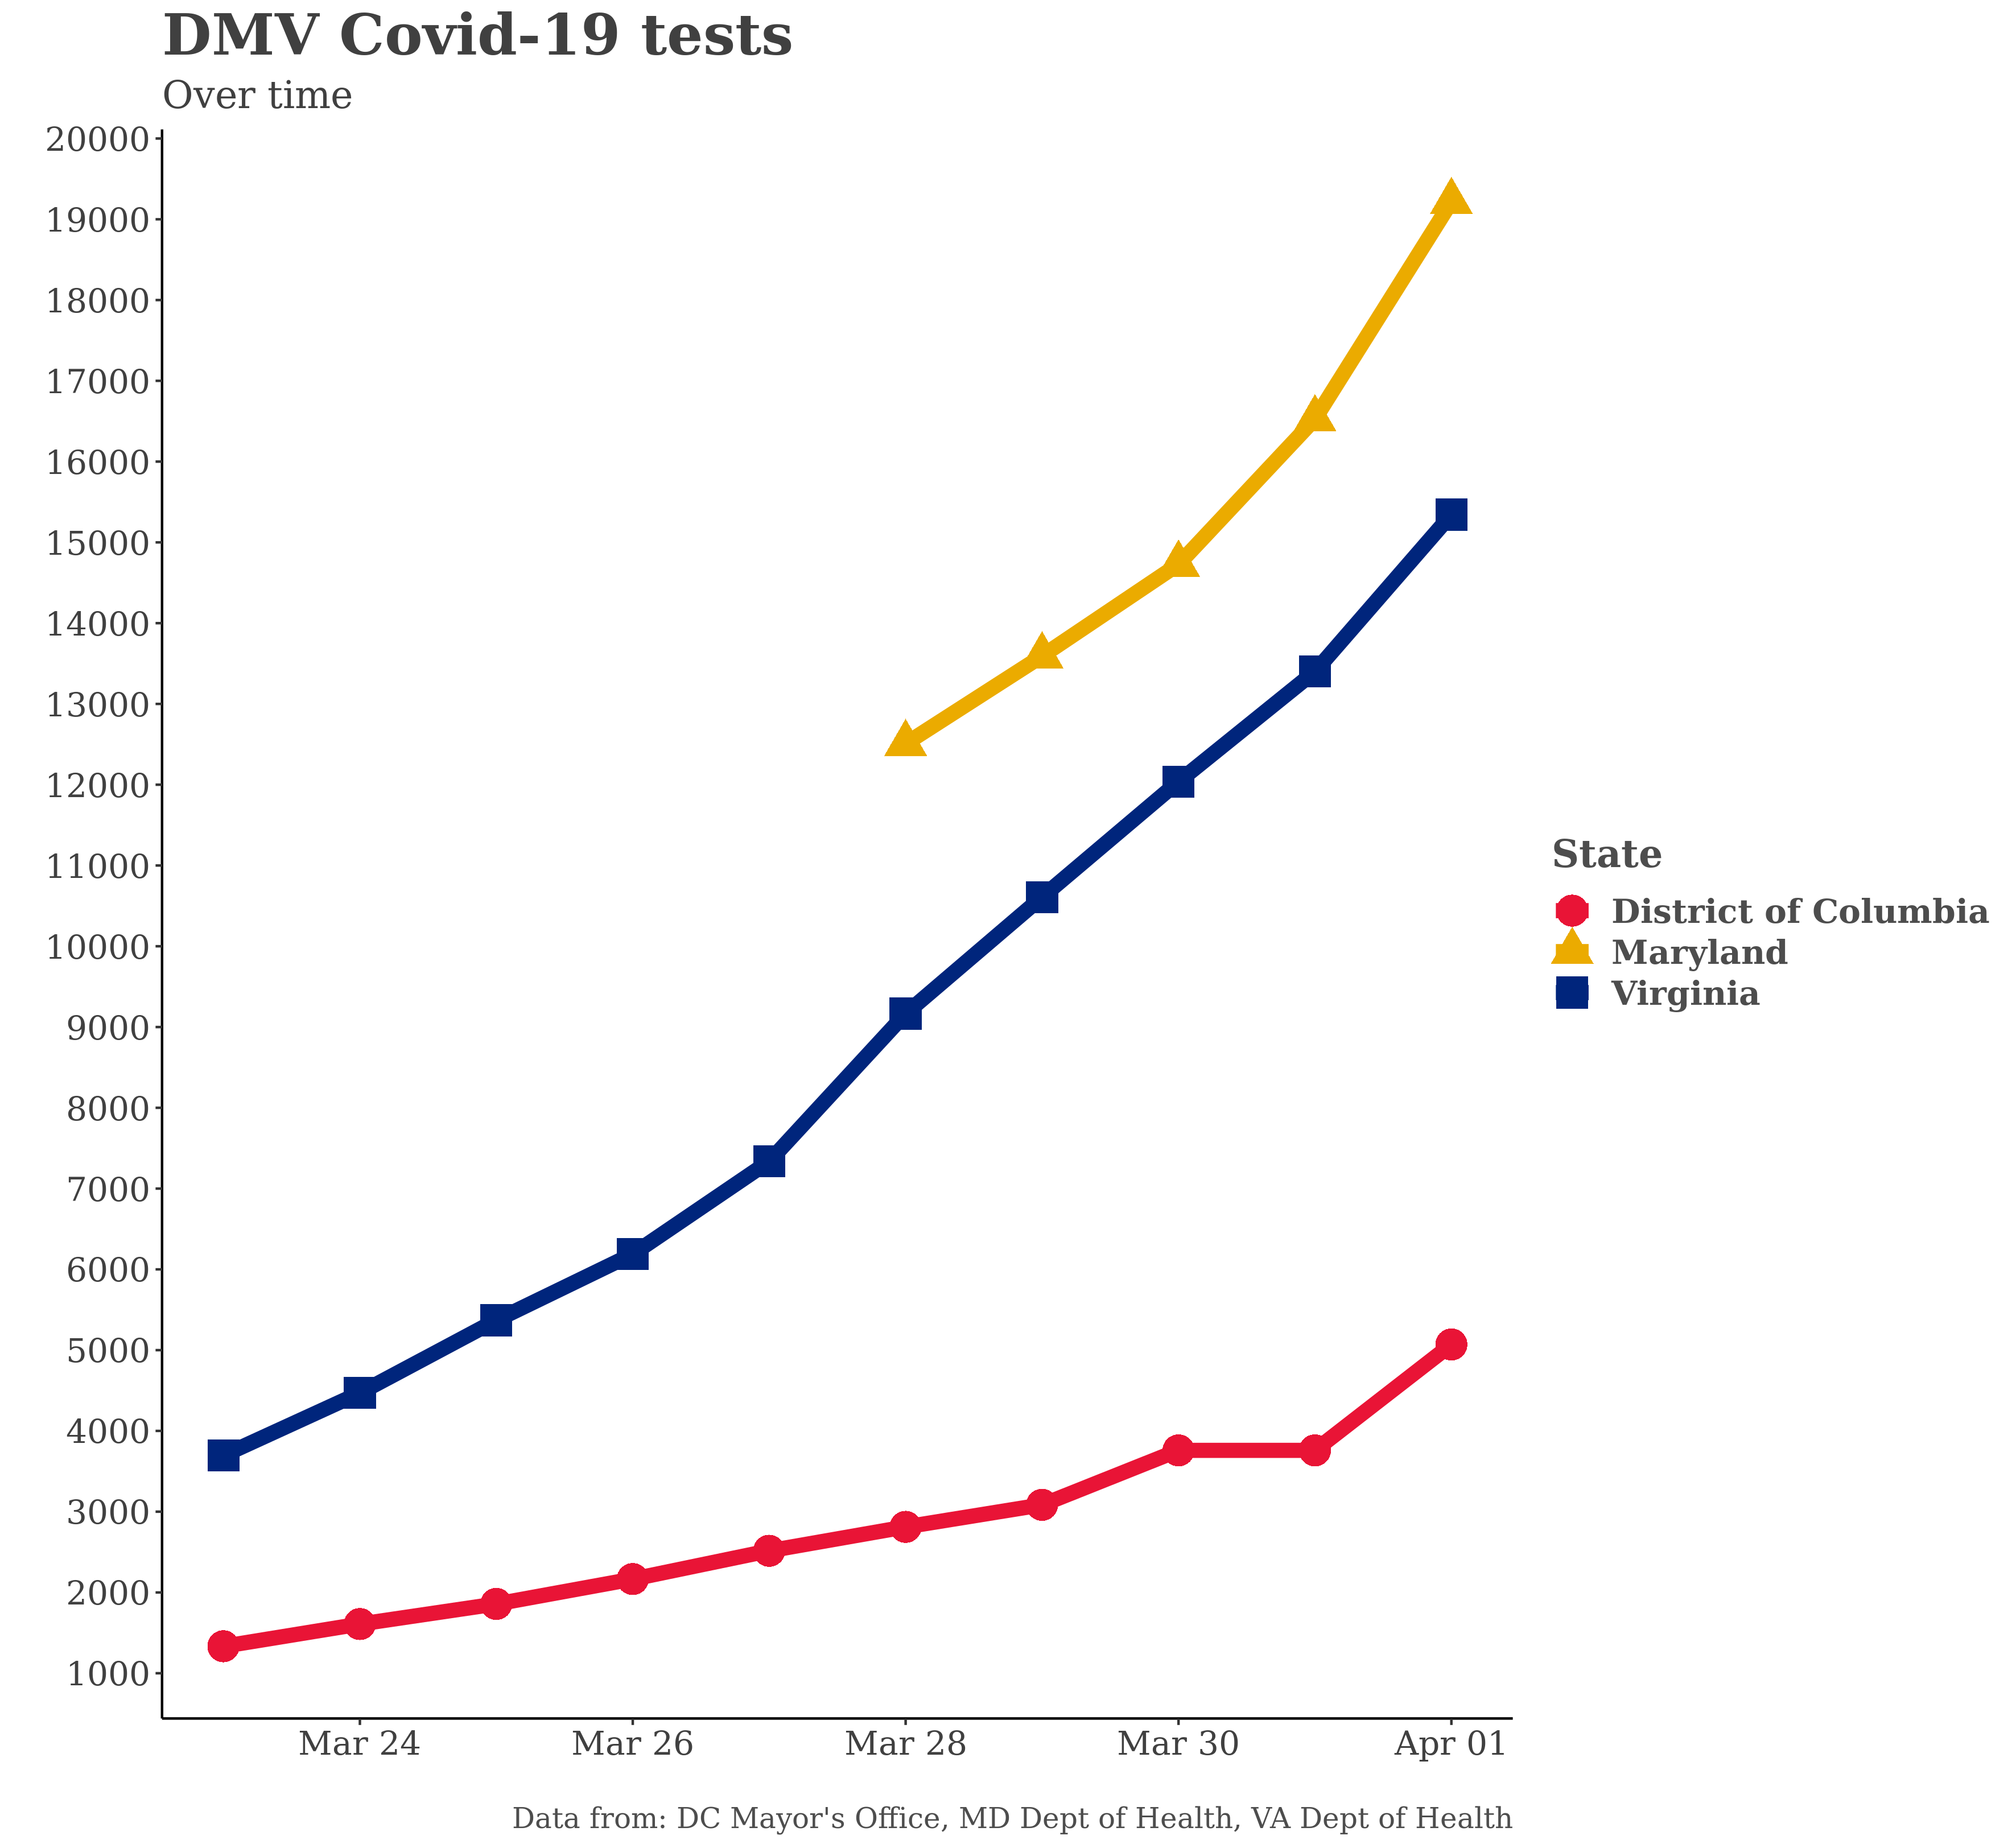 DMV Covid-19 tests
Over time
20000
19000
18000
17000
16000
15000
14000
13000
12000
11000
10000
9000
8000
7000
6000
5000
4000
3000
2000
1000
Mar 24
Mar 26
Mar 28
Mar 30
Apr 01
State
District of Columbia
Maryland
Virginia
Data from: DC Mayor's Office, MD Dept of Health, VA Dept of Health